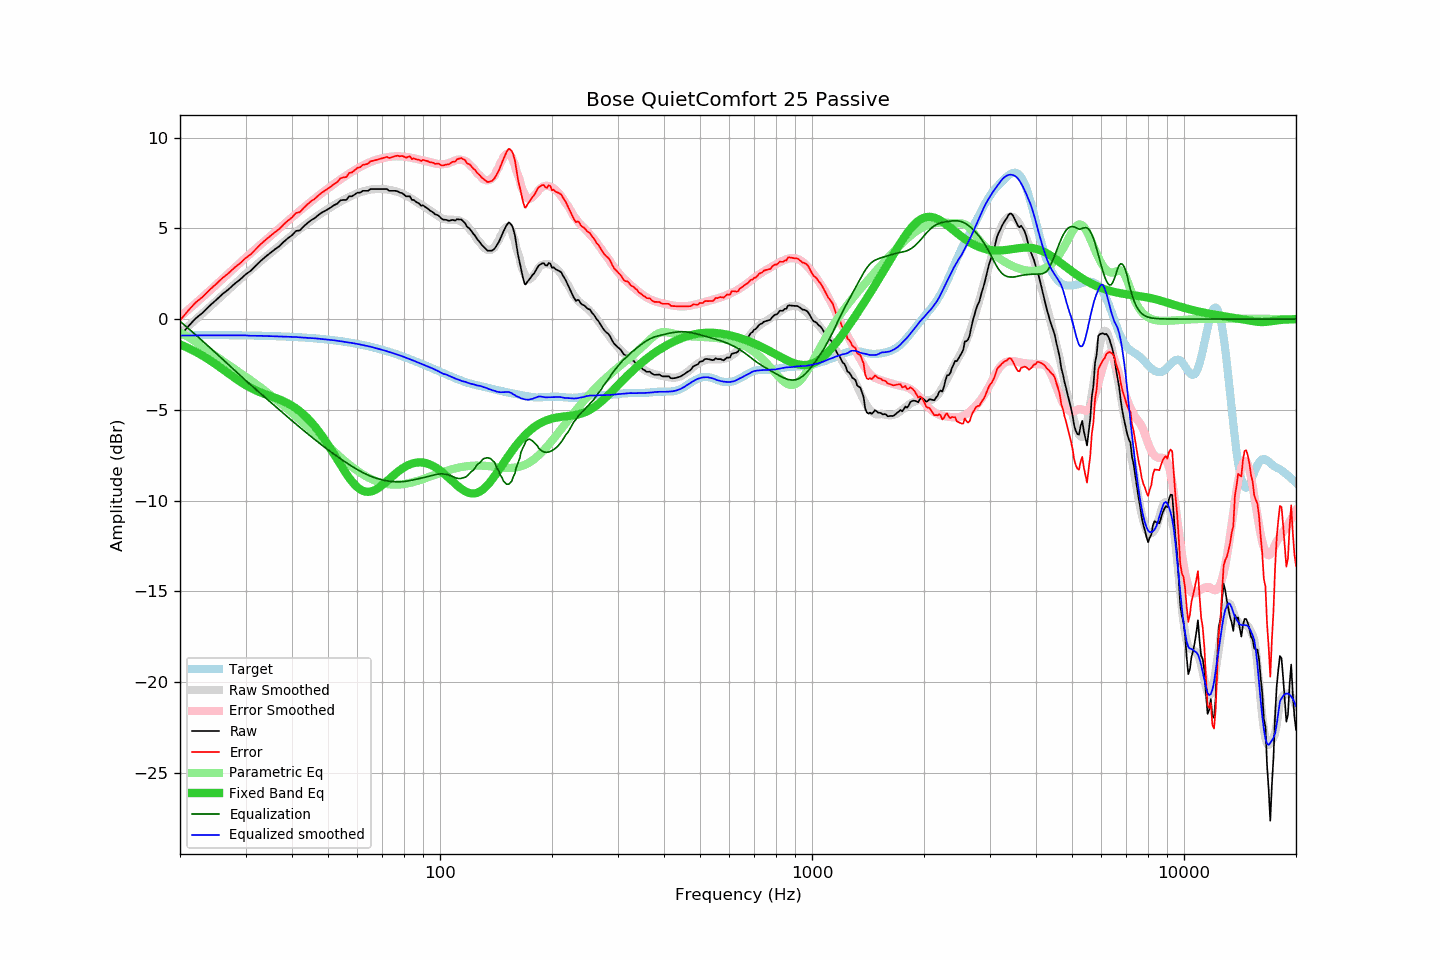 Bose QuietComfort 25 Passive
Amplitude (dBr)
10
5
0
−5
−10
−15
−20
−25
Target
Raw Smoothed
Error Smoothed
Raw
Error
Parametric Eq
Fixed Band Eq
Equalization
Equalized smoothed
100
1000
10000
Frequency (Hz)